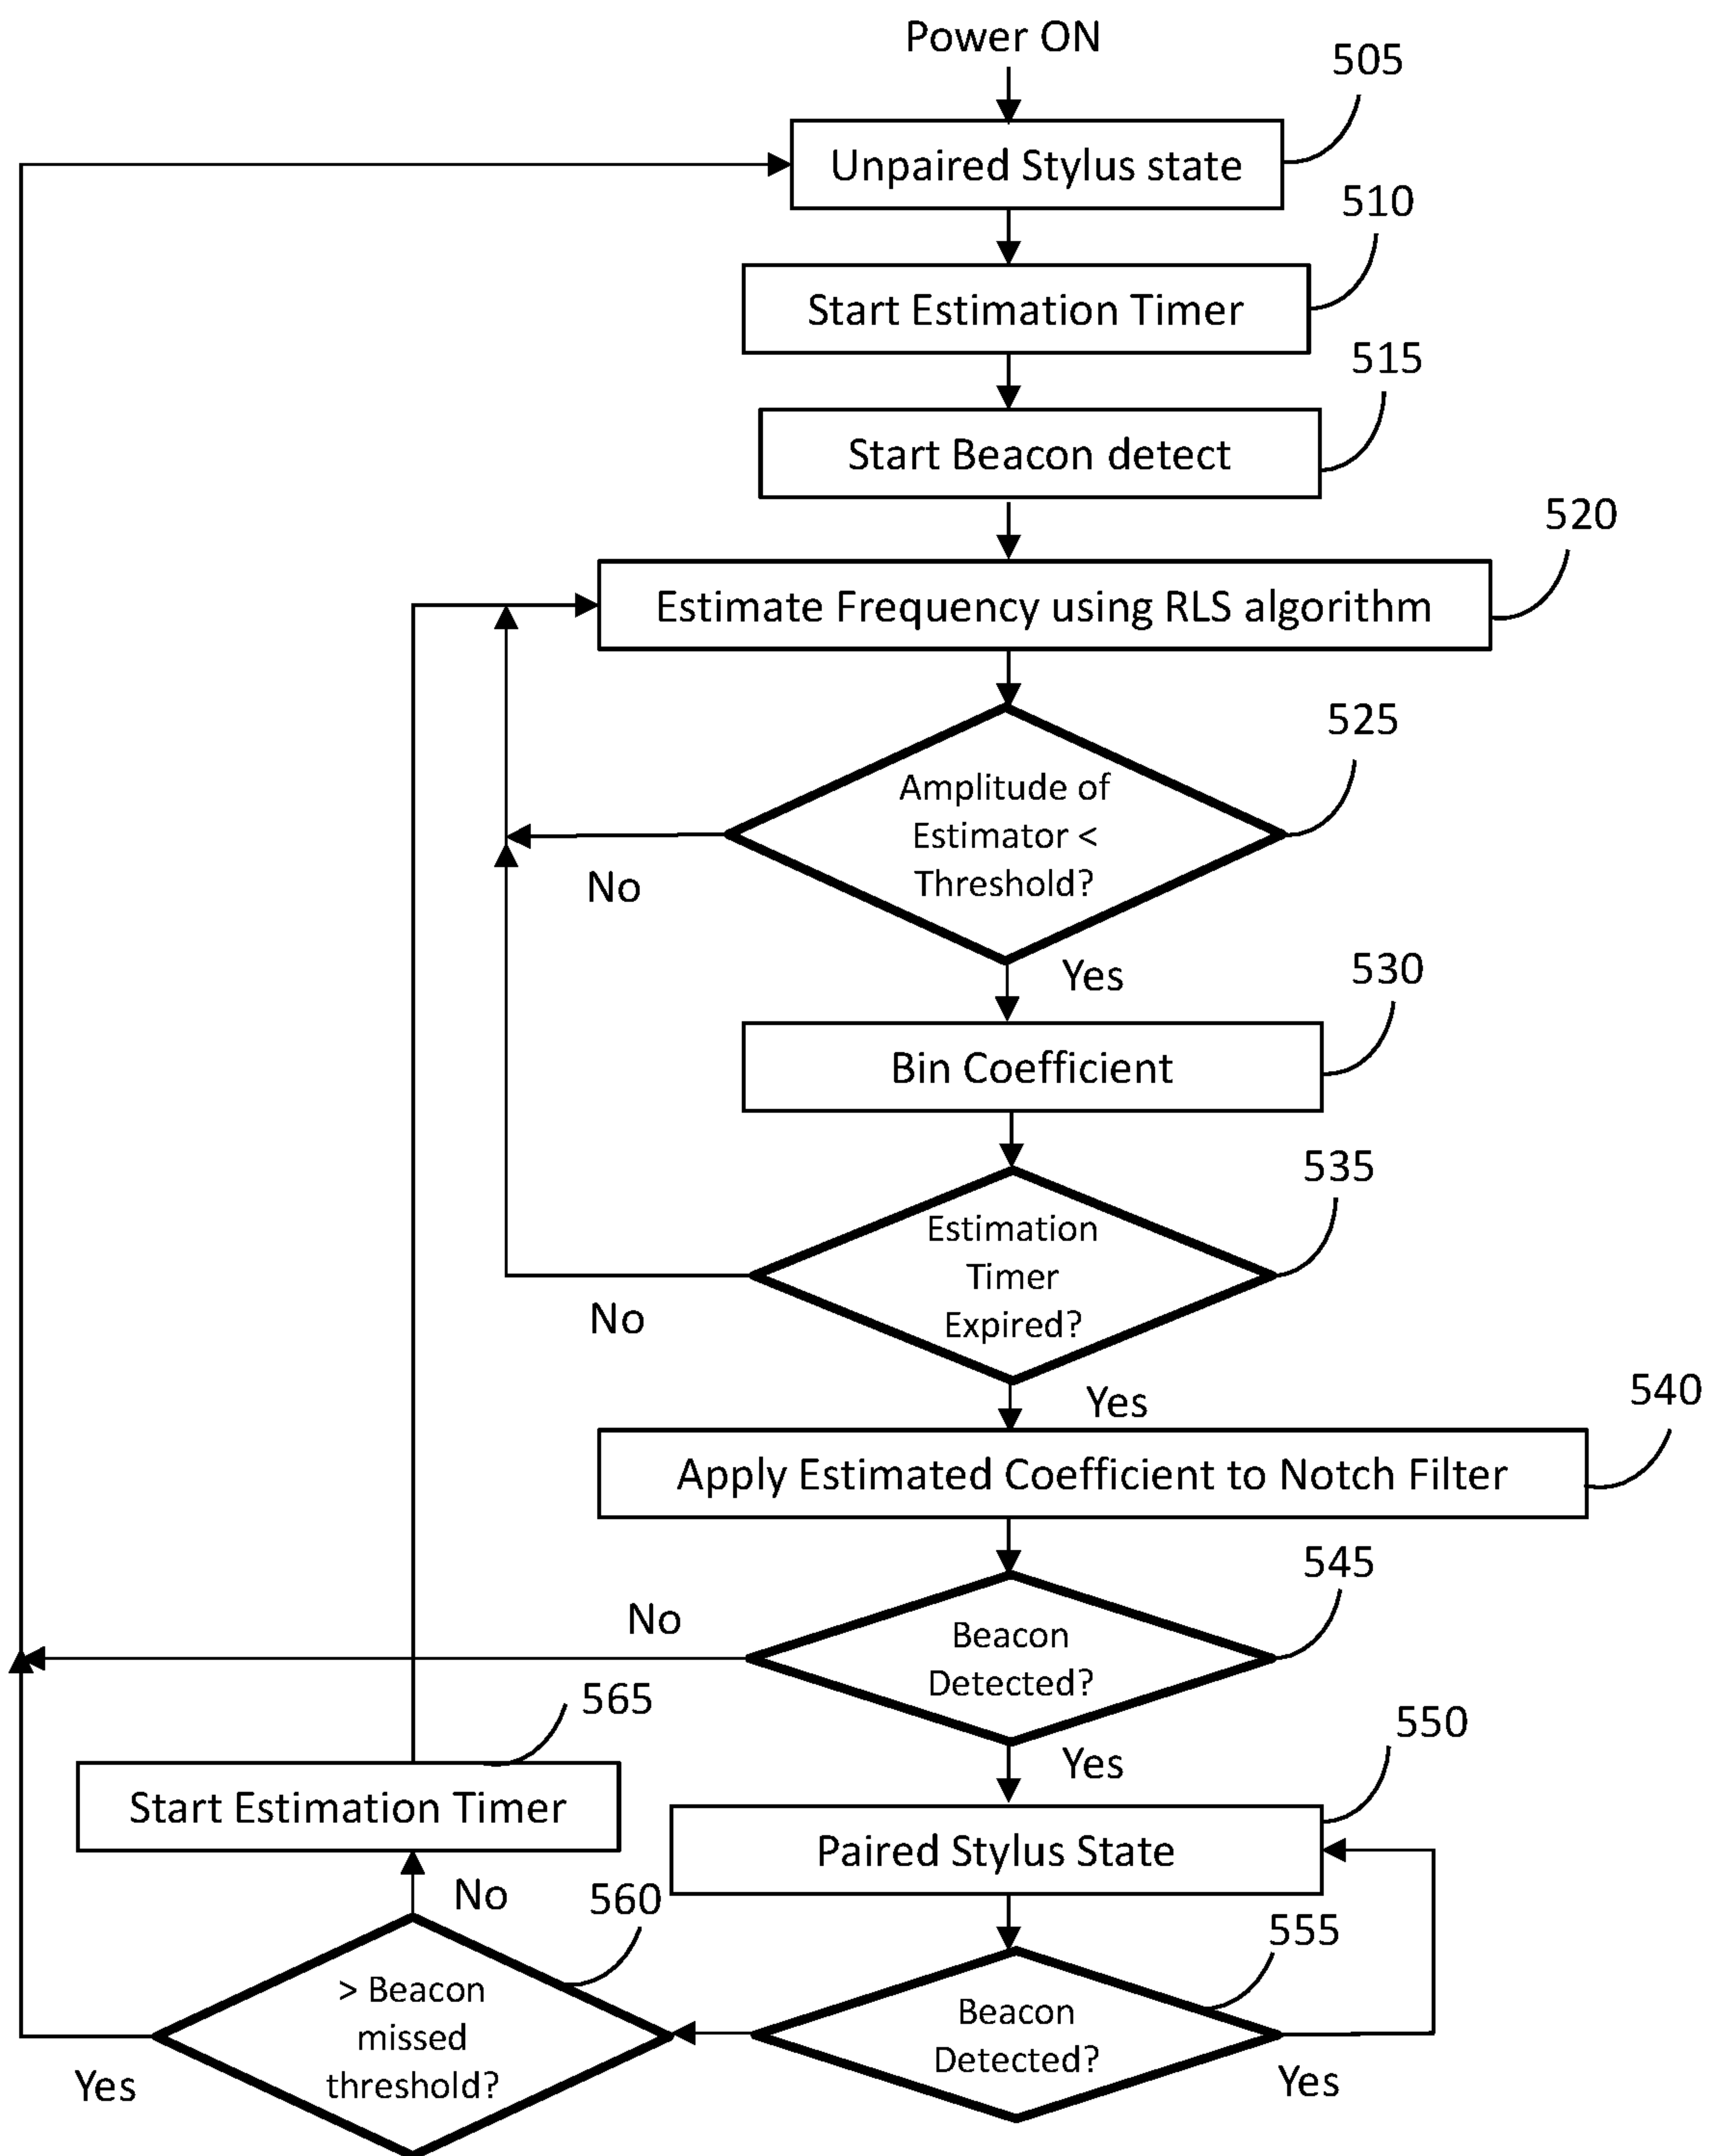 Power ON
505
Unpaired Stylus state
510
Start Estimation Timer
515
Start Beacon detect
520
Estimate Frequency using RLS algorithm
525
Amplitude of
Estimator <
Threshold?
No
Yes
530
Bin Coefficient
535
Estimation
Timer
Expired?
No
Yes
540
Apply Estimated Coefficient to Notch Filter
545
No
Beacon
Detected?
565
550
Yes
Start Estimation Timer
Paired Stylus State
No
560
555
> Beacon
missed
threshold?
Beacon
Detected?
Yes
Yes